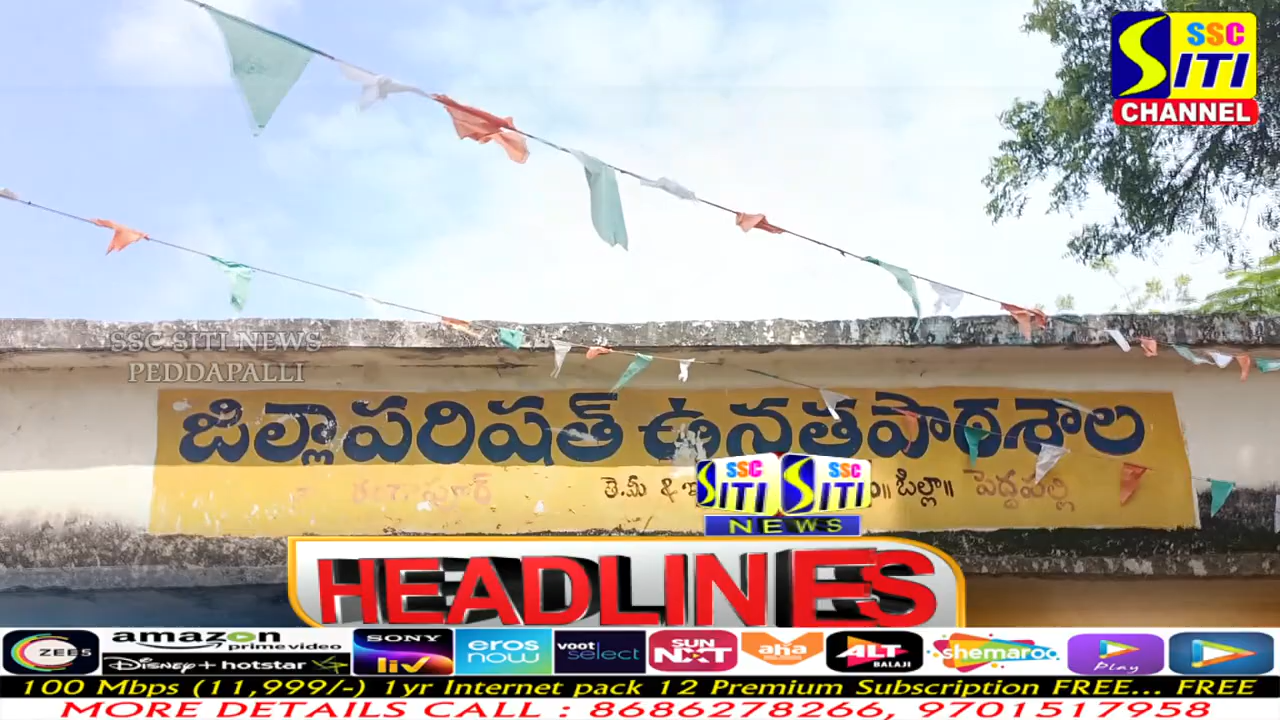 SSC
SITI
CHANNEL
SSC SITI NEWS
PEDDAPALLI
జిల్లాపరిషత్ ఉన్నతపాఠశాల
తె.మీ & ఇ ॥జిల్లా॥ పెద్దపల్లి
SSC SSC
SITI SITI
NEWS
HEADLINES
ZEE5 amazon prime video SONY liv eros now voot select SUN NXT aha ALT BALAJI shemaroo Play
Disney+ hotstar
100 Mbps (11,999/-) 1yr Internet pack 12 Premium Subscription FREE... FREE
MORE DETAILS CALL : 8686278266, 9701517958